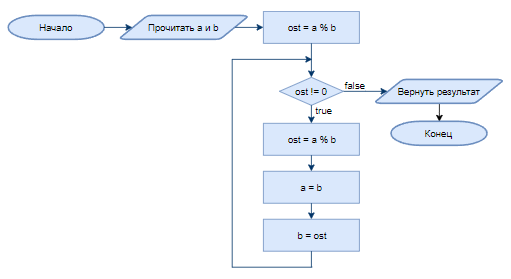 Начало
Прочитать a и b
ost = a % b
ost != 0
false
Вернуть результат
true
Конец
ost = a % b
a = b
b = ost